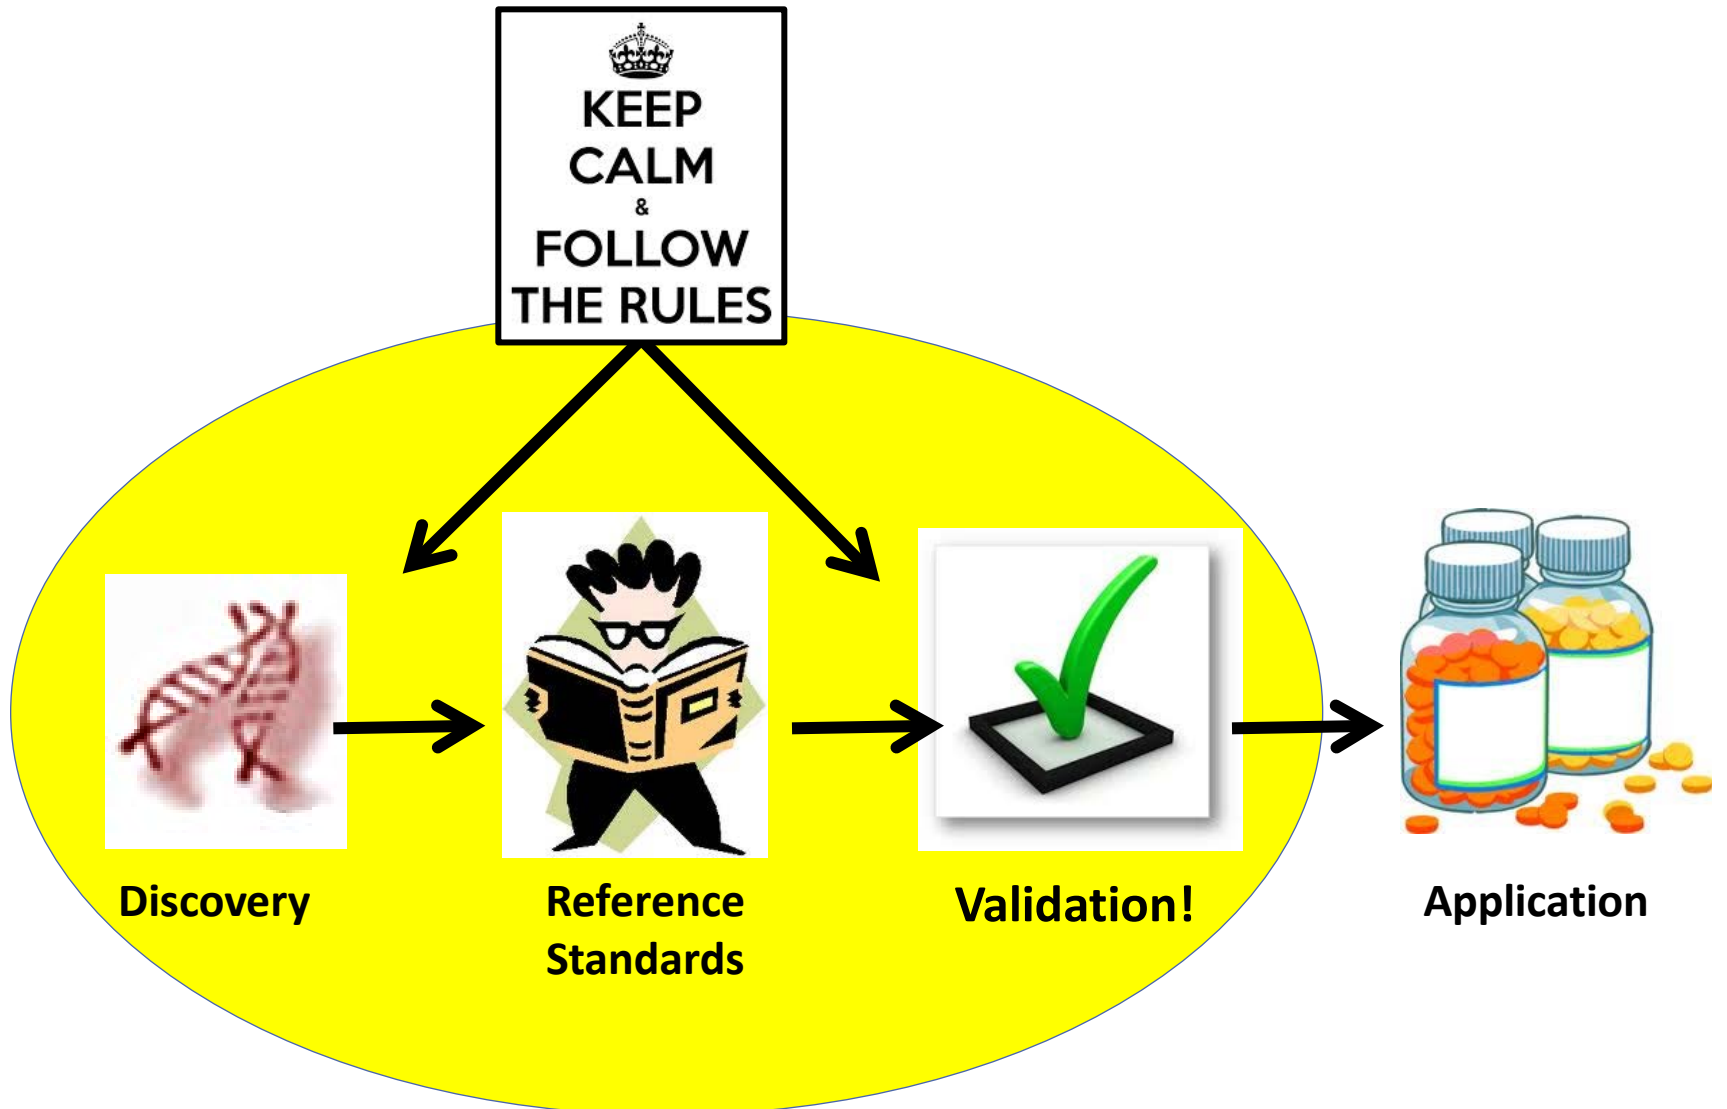 KEEP
CALM
&
FOLLOW
THE RULES
Discovery
Reference
Standards
Validation!
Application